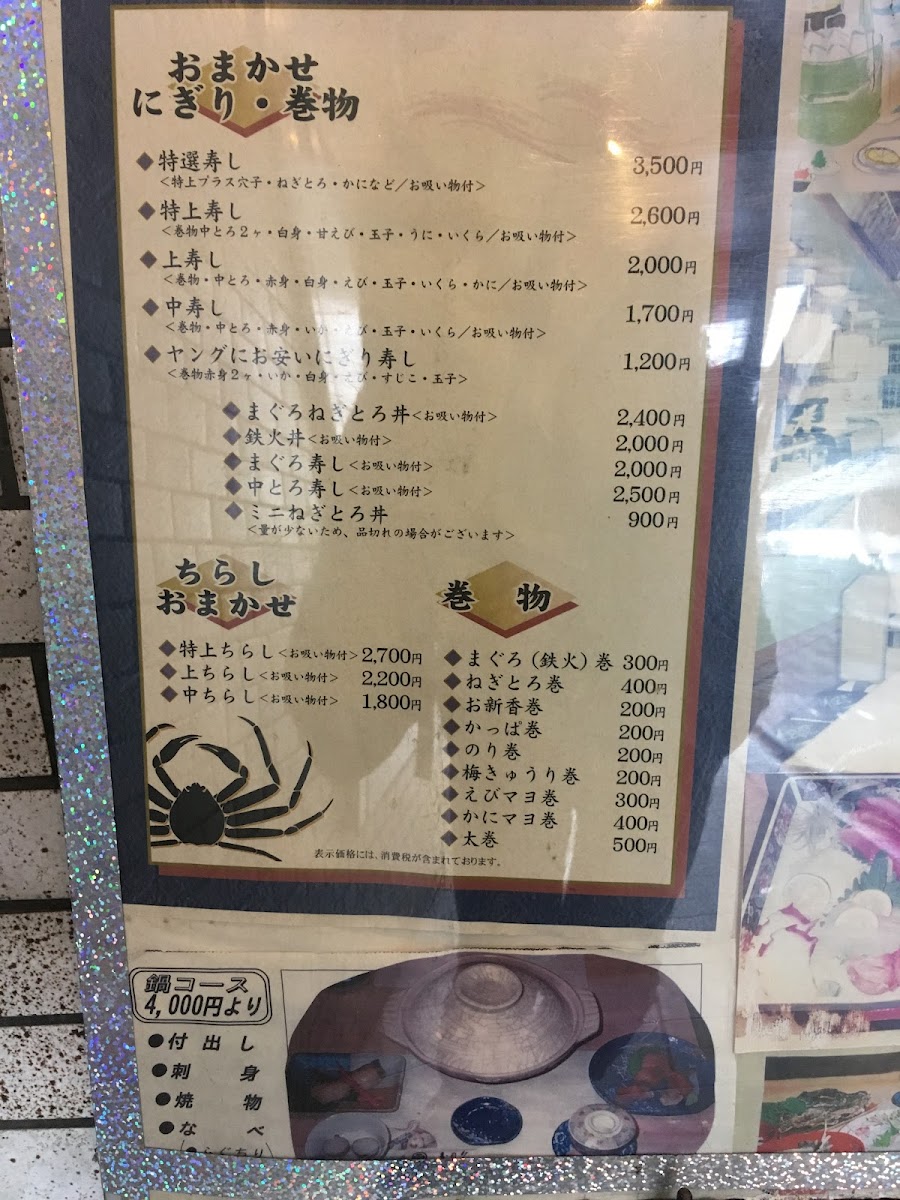 おまかせ
にぎり・巻物
◆特選寿し 3,500円
＜特上プラス穴子・ねぎとろ・かになど／お吸い物付＞
◆特上寿し 2,600円
＜巻物中とろ２ヶ・白身・甘えび・玉子・うに・いくら／お吸い物付＞
◆上寿し 2,000円
＜巻物・中とろ・赤身・白身・えび・玉子・いくら・かに／お吸い物付＞
◆中寿し 1,700円
＜巻物・中とろ・赤身・いか・えび・玉子・いくら／お吸い物付＞
◆ヤングにお安いにぎり寿し 1,200円
＜巻物赤身２ヶ・いか・白身・えび・すじこ・玉子＞
◆まぐろねぎとろ丼＜お吸い物付＞ 2,400円
◆鉄火丼＜お吸い物付＞ 2,000円
◆まぐろ寿し＜お吸い物付＞ 2,000円
◆中とろ寿し＜お吸い物付＞ 2,500円
◆ミニねぎとろ丼 900円
＜量が少ないため、品切れの場合がございます＞
ちらし
おまかせ
◆特上ちらし＜お吸い物付＞2,700円
◆上ちらし＜お吸い物付＞ 2,200円
◆中ちらし＜お吸い物付＞ 1,800円
巻物
◆まぐろ（鉄火）巻 300円
◆ねぎとろ巻 400円
◆お新香巻 200円
◆かっぱ巻 200円
◆のり巻 200円
◆梅きゅうり巻 200円
◆えびマヨ巻 300円
◆かにマヨ巻 400円
◆太巻 500円
表示価格には、消費税が含まれております。
鍋コース
4,000円より
●付出し
●刺身
●焼物
●なべ